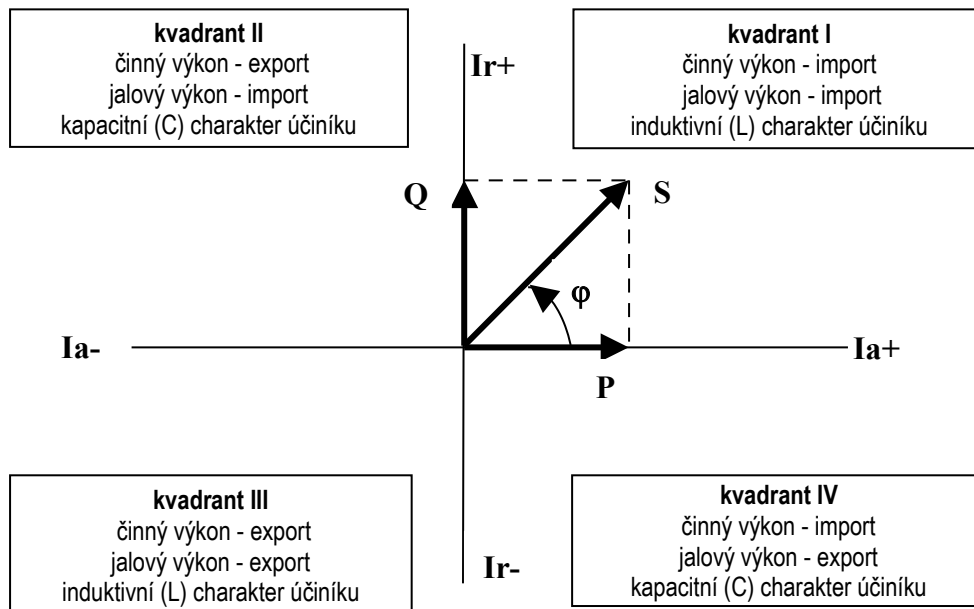 kvadrant II
činný výkon - export
jalový výkon - import
kapacitní (C) charakter účiníku
Ir+
kvadrant I
činný výkon - import
jalový výkon - import
induktivní (L) charakter účiníku
Q
S
φ
Ia-
Ia+
P
kvadrant III
činný výkon - export
jalový výkon - export
induktivní (L) charakter účiníku
Ir-
kvadrant IV
činný výkon - import
jalový výkon - export
kapacitní (C) charakter účiníku